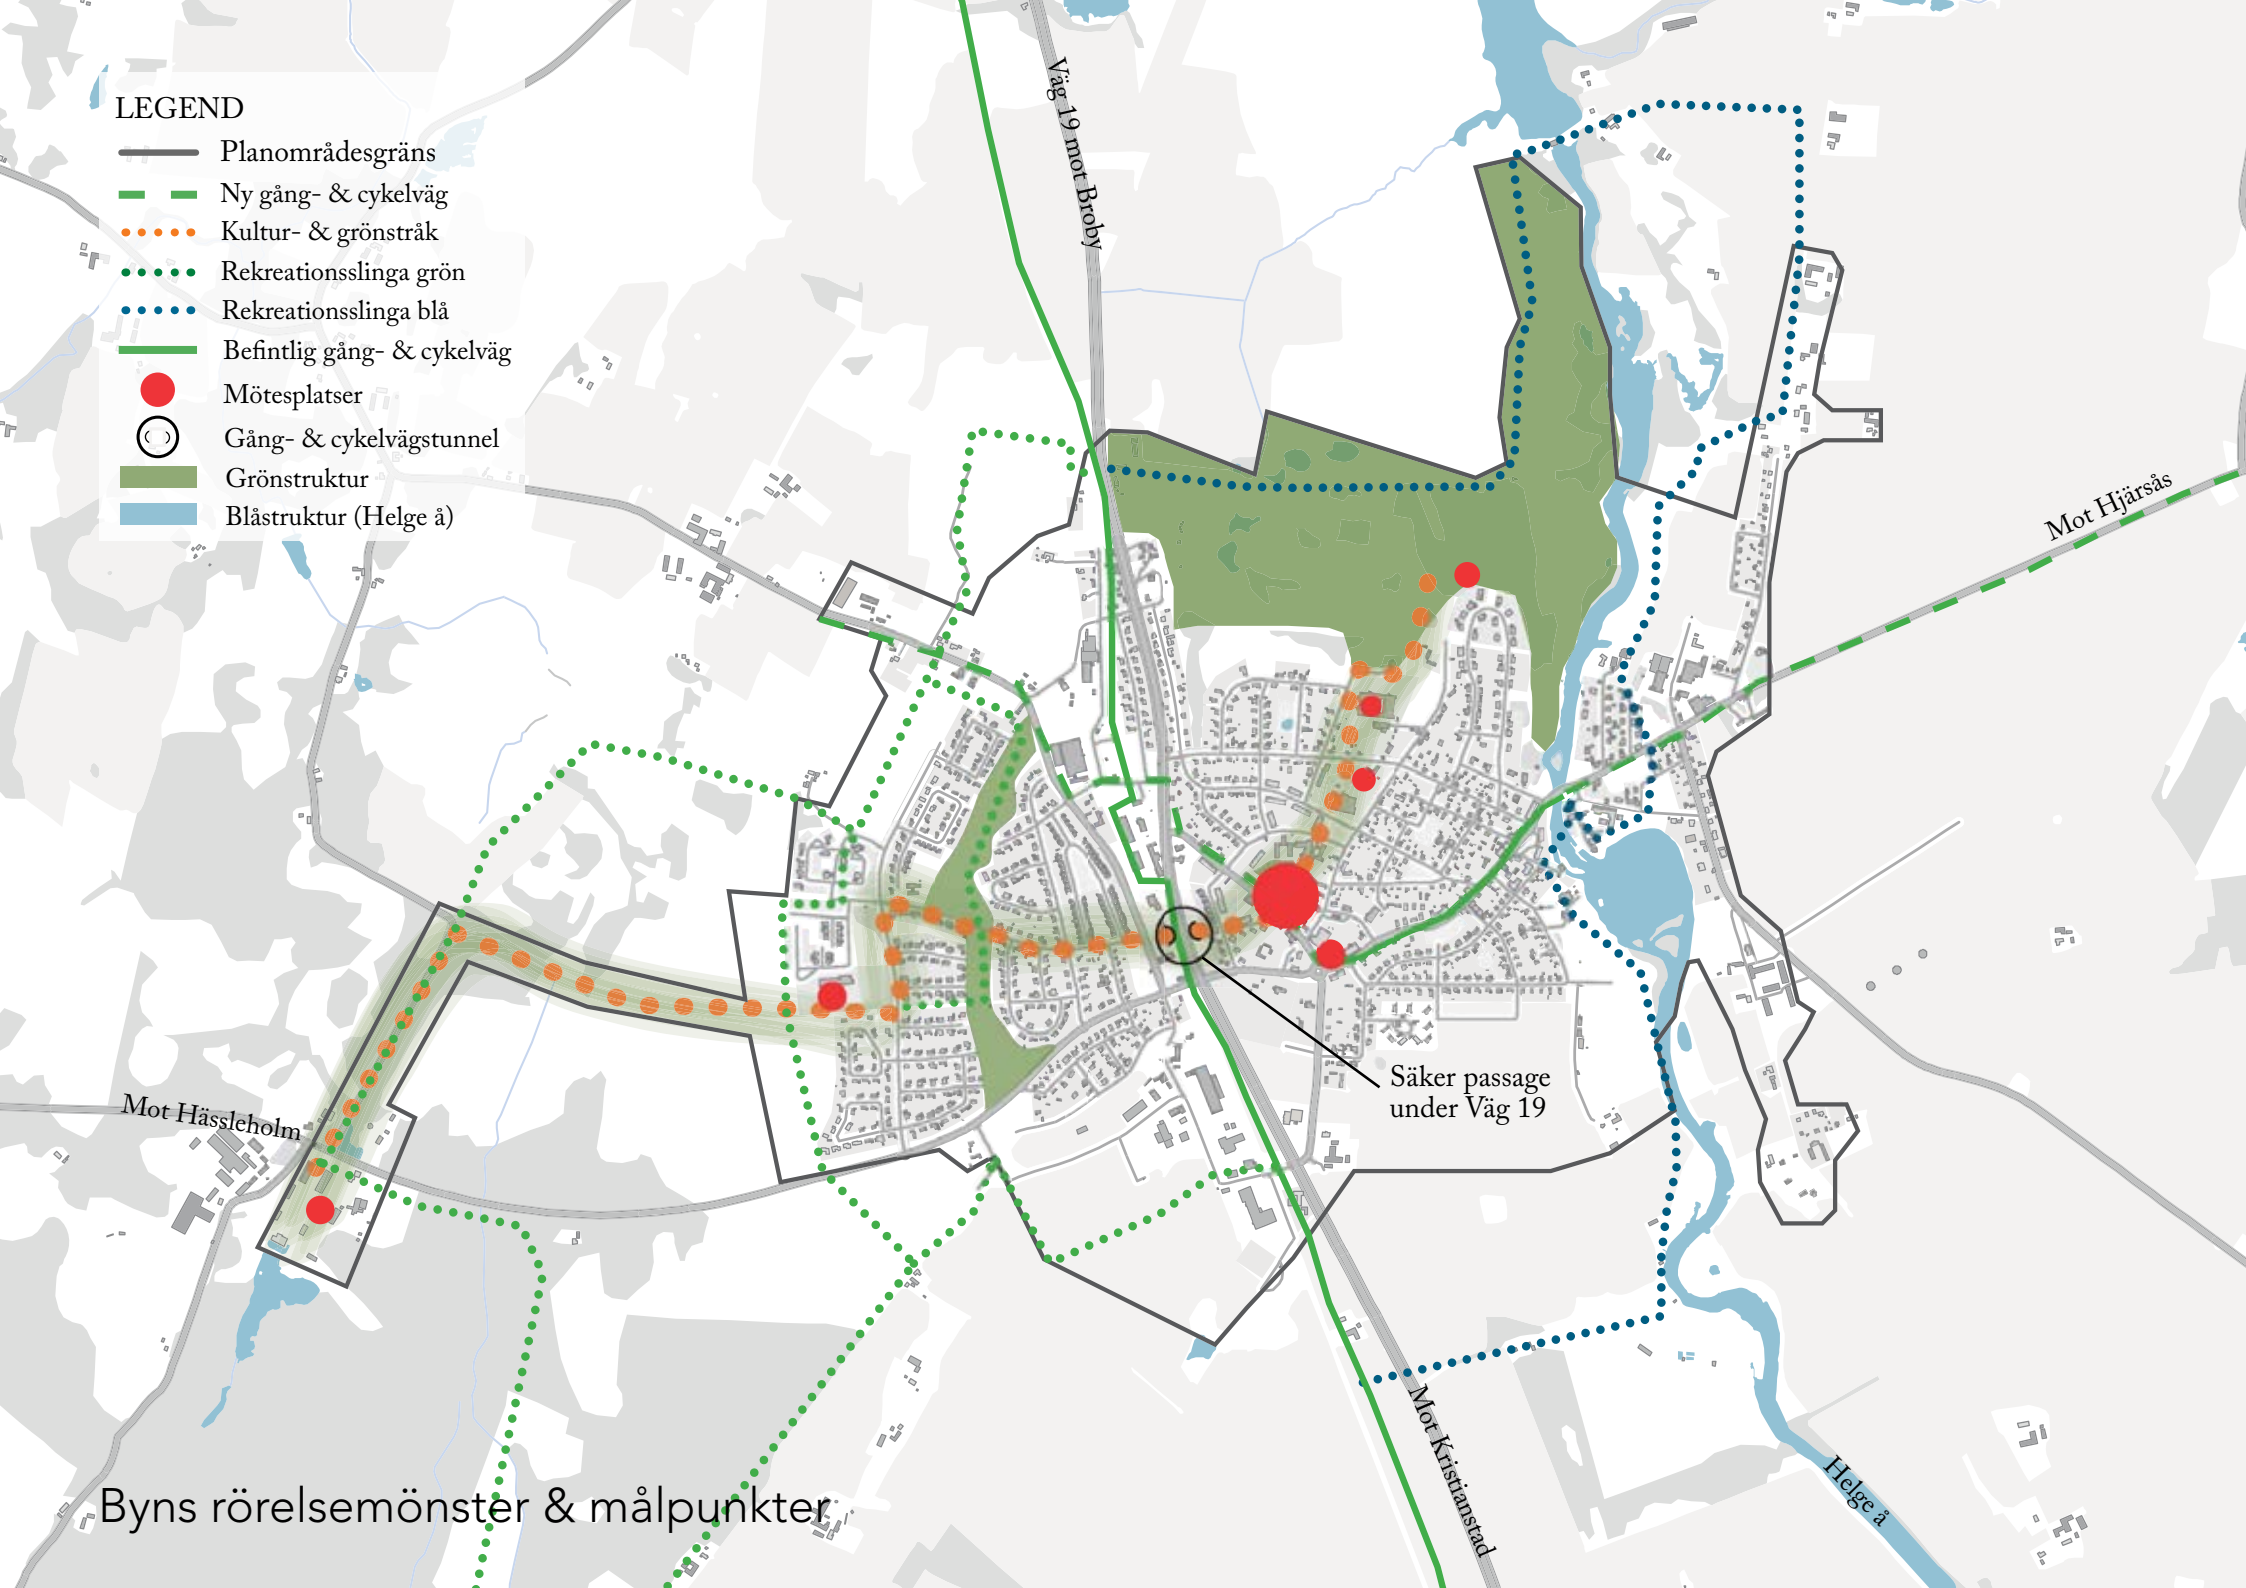 LEGEND
Planområdesgräns
Ny gång- & cykelväg
Kultur- & grönstråk
Rekreationsslinga grön
Rekreationsslinga blå
Befintlig gång- & cykelväg
Mötesplatser
Gång- & cykelvägstunnel
Grönstruktur
Blåstruktur (Helge å)
Väg 19 mot Broby
Mot Hjärsås
Mot Hässleholm
Säker passage
under Väg 19
Mot Kristianstad
Helge å
Byns rörelsemönster & målpunkter